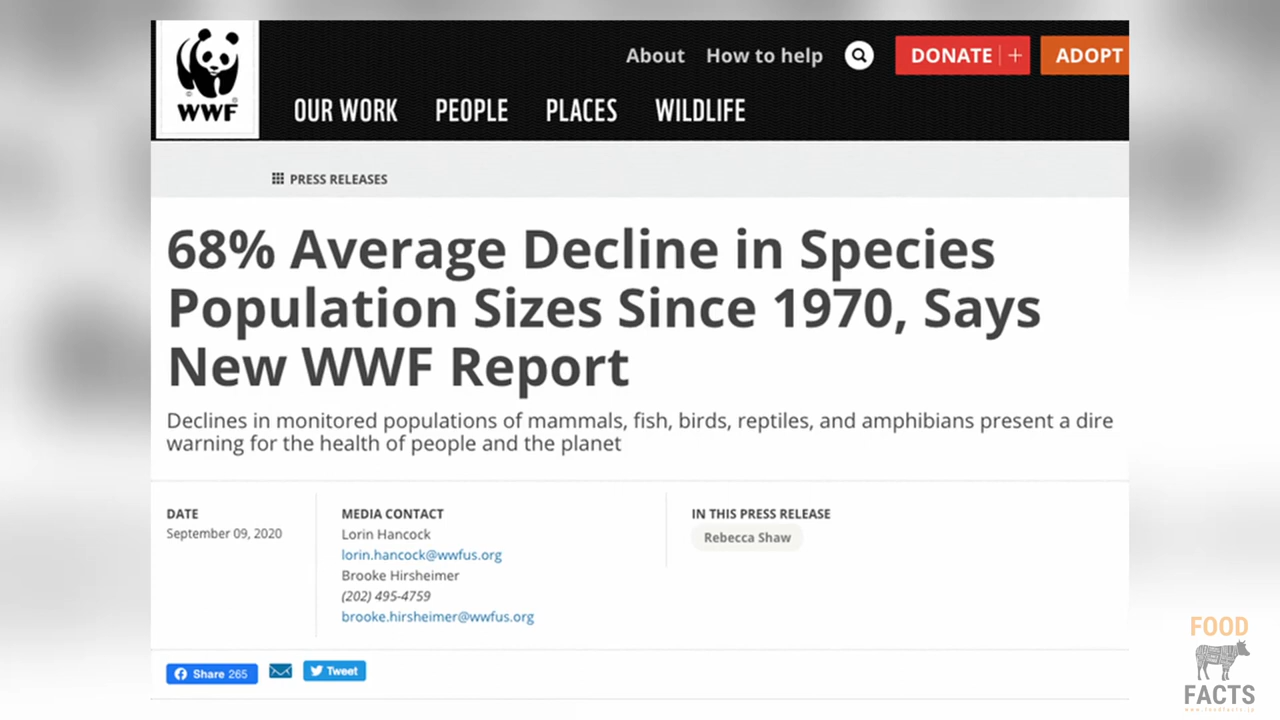 WWF
About How to help DONATE + ADOPT
OUR WORK PEOPLE PLACES WILDLIFE
PRESS RELEASES
68% Average Decline in Species
Population Sizes Since 1970, Says
New WWF Report
Declines in monitored populations of mammals, fish, birds, reptiles, and amphibians present a dire
warning for the health of people and the planet
DATE
September 09, 2020
MEDIA CONTACT
Lorin Hancock
lorin.hancock@wwfus.org
Brooke Hirsheimer
(202) 495-4759
brooke.hirsheimer@wwfus.org
IN THIS PRESS RELEASE
Rebecca Shaw
Share 265
Tweet
FOOD
FACTS